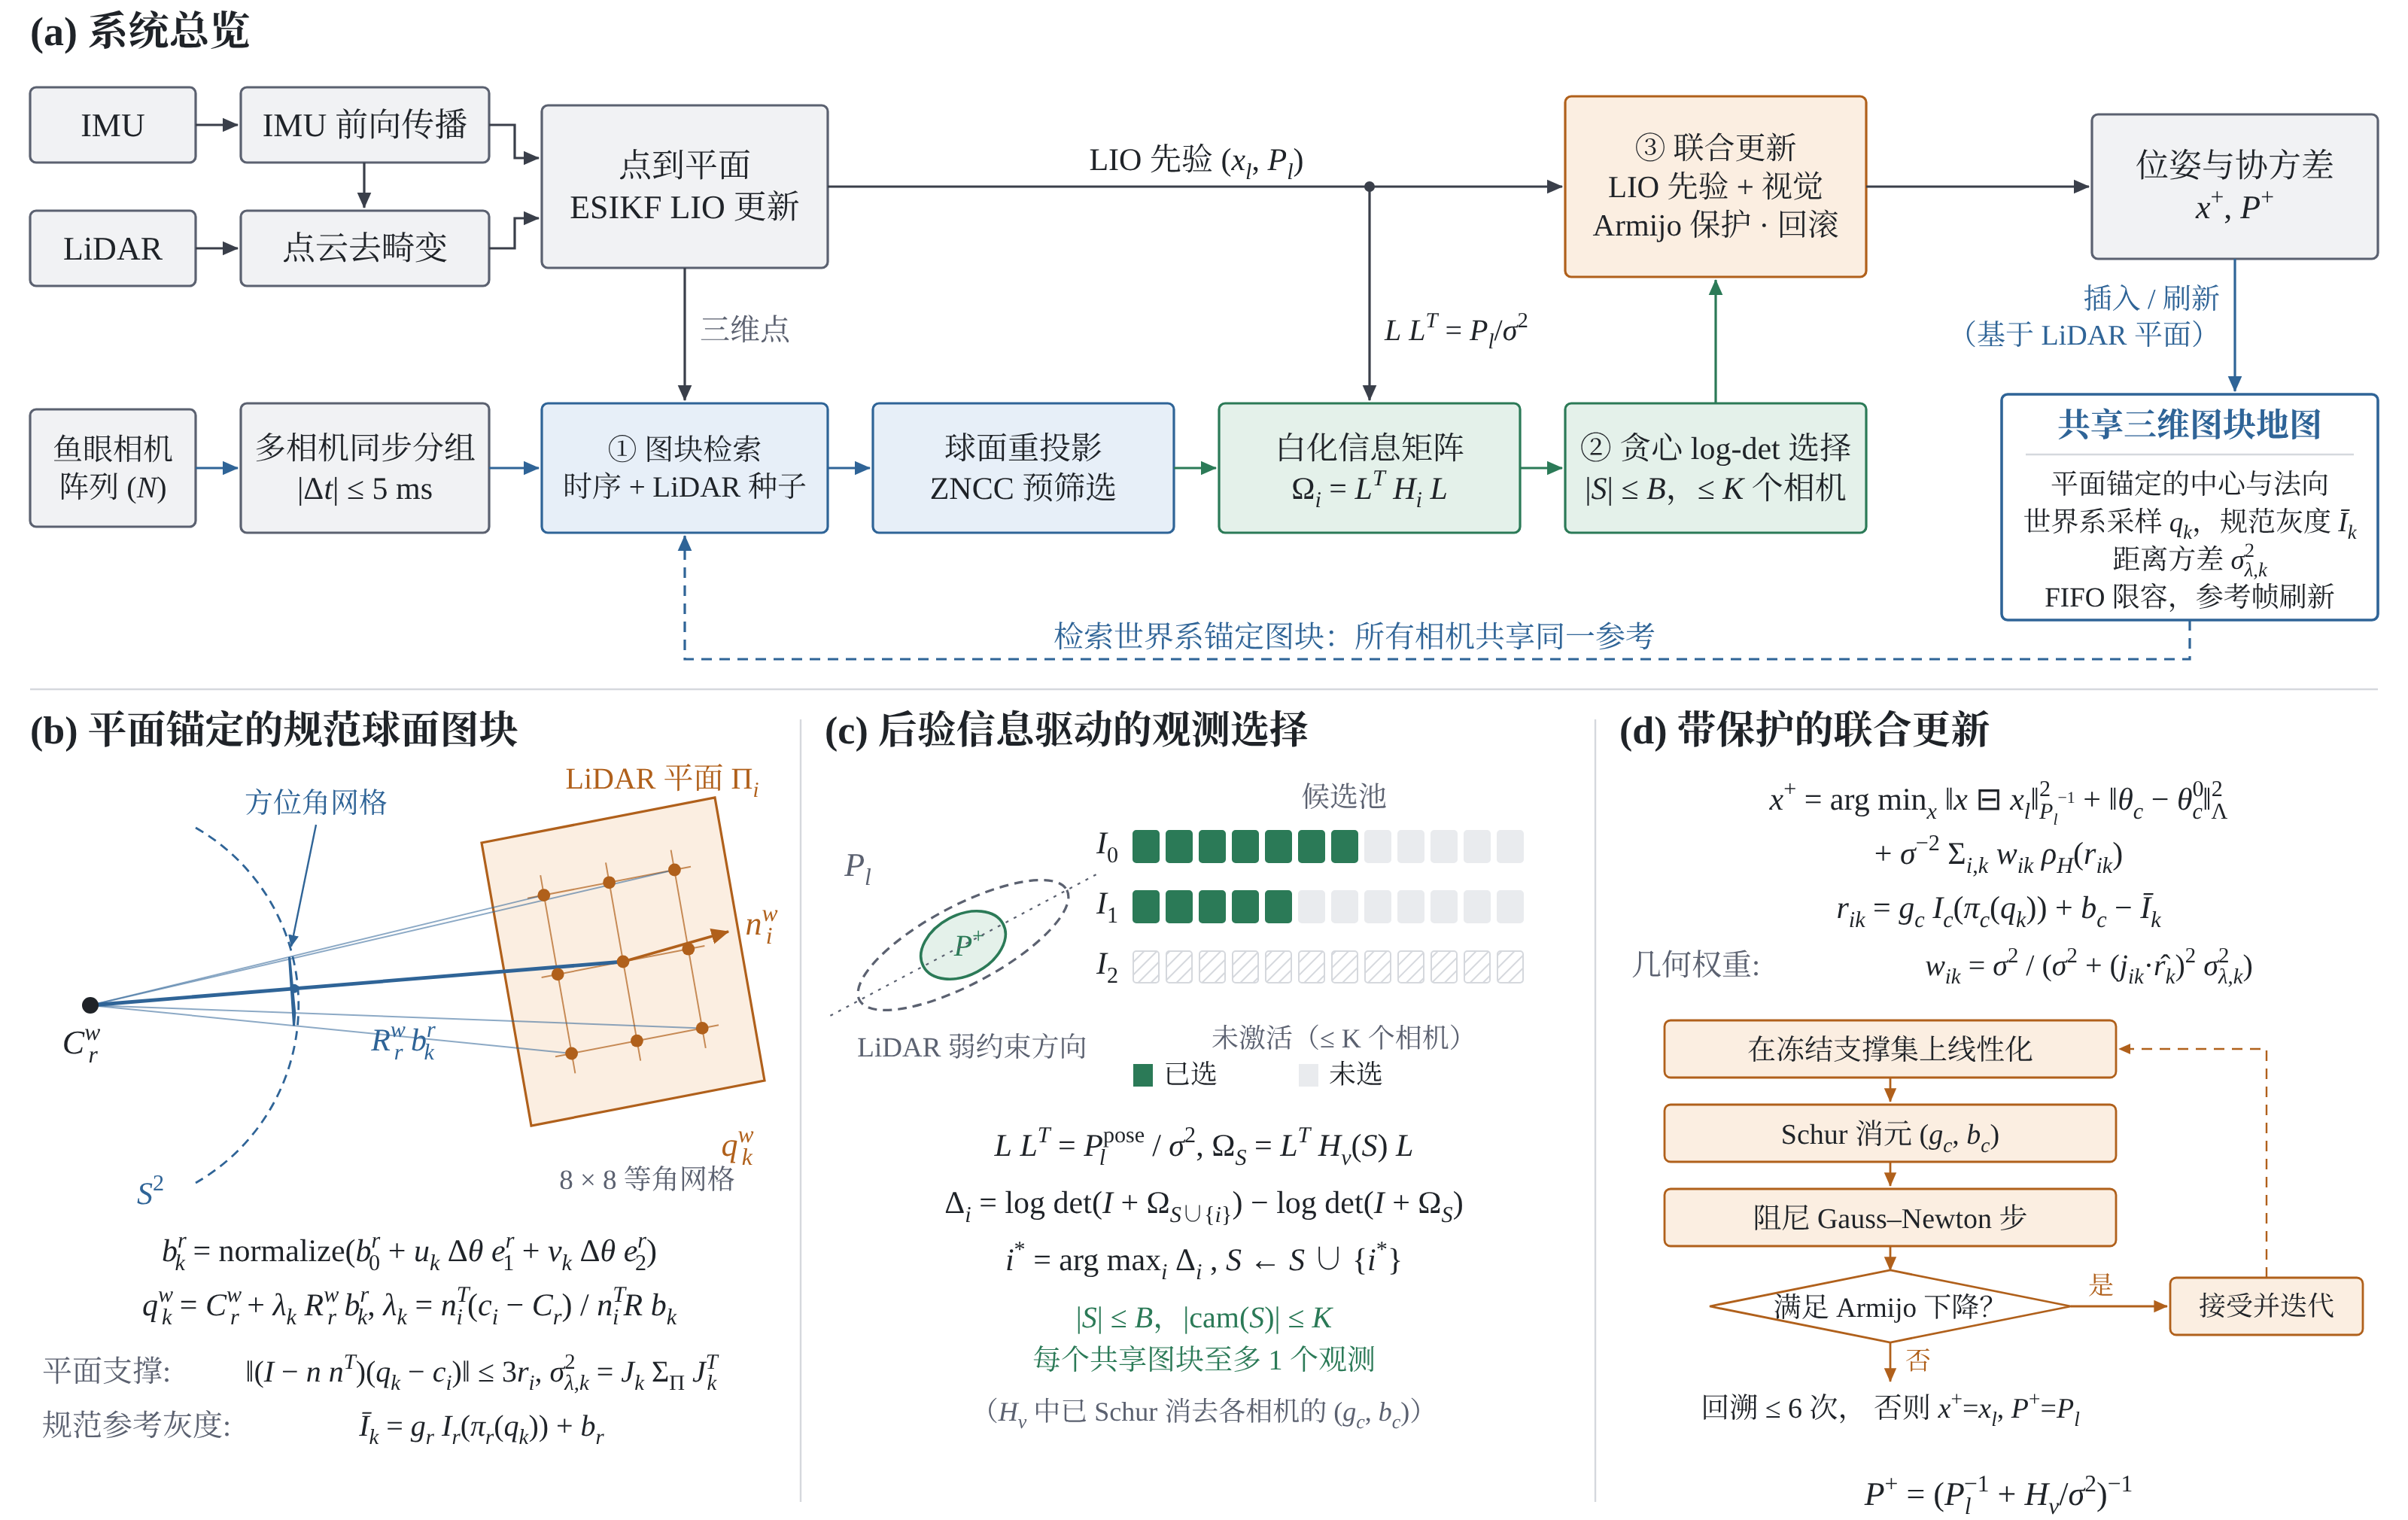 (a) 系统总览
IMU
IMU 前向传播
LiDAR
点云去畸变
点到平面
ESIKF LIO 更新
LIO 先验 (x_l, P_l)
③ 联合更新
LIO 先验 + 视觉
Armijo 保护 · 回滚
位姿与协方差
x⁺, P⁺
三维点
L Lᵀ = P_l/σ²
插入 / 刷新
（基于 LiDAR 平面）
鱼眼相机
阵列 (N)
多相机同步分组
|Δt| ≤ 5 ms
① 图块检索
时序 + LiDAR 种子
球面重投影
ZNCC 预筛选
白化信息矩阵
Ω_i = Lᵀ H_i L
② 贪心 log-det 选择
|S| ≤ B, ≤ K 个相机
共享三维图块地图
平面锚定的中心与法向
世界系采样 q_k, 规范灰度 Ī_k
距离方差 σ²_{λ,k}
FIFO 限容, 参考帧刷新
检索世界系锚定图块: 所有相机共享同一参考
(b) 平面锚定的规范球面图块
LiDAR 平面 Π_i
方位角网格
n_i^w
C_r^w
R_r^w b_k^r
q_k^w
8 × 8 等角网格
S²
b_k^r = normalize(b_0^r + u_k Δθ e_1^r + v_k Δθ e_2^r)
q_k^w = C_r^w + λ_k R_r^w b_k^r, λ_k = n_i^T(c_i − C_r) / n_i^T R b_k
平面支撑: ‖(I − n nᵀ)(q_k − c_i)‖ ≤ 3r_i, σ²_{λ,k} = J_k Σ_Π J_k^T
规范参考灰度: Ī_k = g_r I_r(π_r(q_k)) + b_r
(c) 后验信息驱动的观测选择
候选池
P_l
I_0
I_1
P⁺
I_2
LiDAR 弱约束方向
未激活（≤ K 个相机）
已选
未选
L Lᵀ = P_l^pose / σ², Ω_S = Lᵀ H_v(S) L
Δ_i = log det(I + Ω_{S∪{i}}) − log det(I + Ω_S)
i* = arg max_i Δ_i , S ← S ∪ {i*}
|S| ≤ B, |cam(S)| ≤ K
每个共享图块至多 1 个观测
（H_v 中已 Schur 消去各相机的 (g_c, b_c)）
(d) 带保护的联合更新
x⁺ = arg min_x ‖x ⊟ x_l‖²_{P_l⁻¹} + ‖θ_c − θ_c⁰‖²_Λ
+ σ⁻² Σ_{i,k} w_{ik} ρ_H(r_{ik})
r_{ik} = g_c I_c(π_c(q_k)) + b_c − Ī_k
几何权重: w_{ik} = σ² / (σ² + (j_{ik}·r̂_k)² σ²_{λ,k})
在冻结支撑集上线性化
Schur 消元 (g_c, b_c)
阻尼 Gauss–Newton 步
满足 Armijo 下降?
是
接受并迭代
否
回溯 ≤ 6 次, 否则 x⁺=x_l, P⁺=P_l
P⁺ = (P_l⁻¹ + H_v/σ²)⁻¹